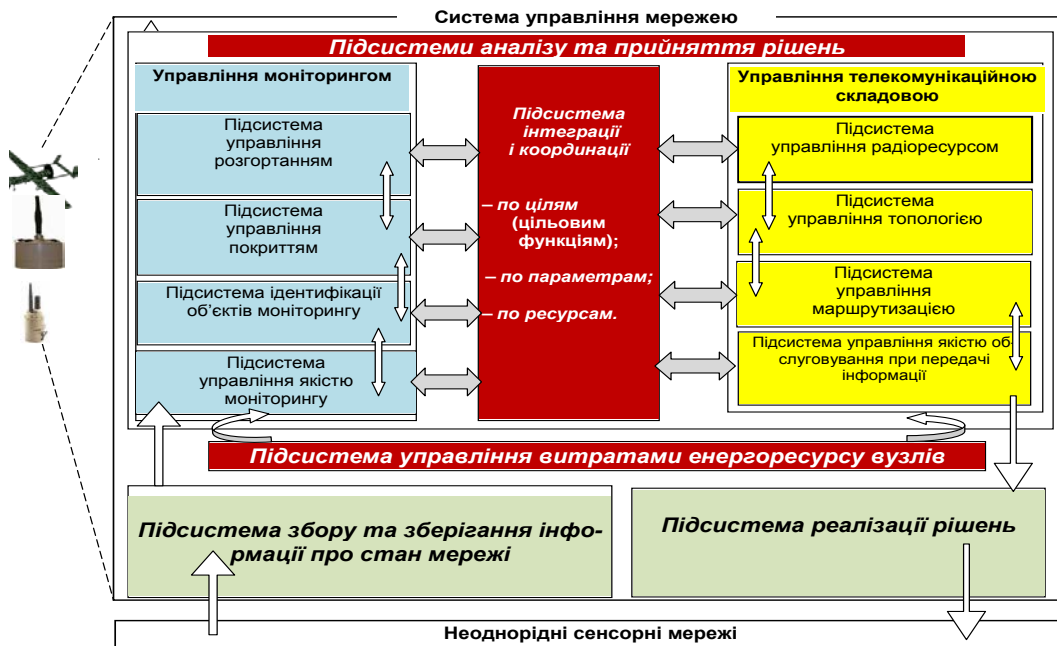 Система управління мережею
Підсистеми аналізу та прийняття рішень
Управління моніторингом
Підсистема
управління
розгортанням
Підсистема
управління
покриттям
Підсистема ідентифікації
об'єктів моніторингу
Підсистема
управління якістю
моніторингу
Підсистема
інтеграції
і координації
– по цілям
(цільовим
функціям);
– по параметрам;
– по ресурсам.
Управління телекомунікаційною
складовою
Підсистема
управління радіоресурсом
Підсистема
управління топологією
Підсистема
управління
маршрутизацією
Підсистема управління якістю об-
слуговування при передачі
інформації
Підсистема управління витратами енергоресурсу вузлів
Підсистема збору та зберігання інфо-
рмації про стан мережі
Підсистема реалізації рішень
Неоднорідні сенсорні мережі